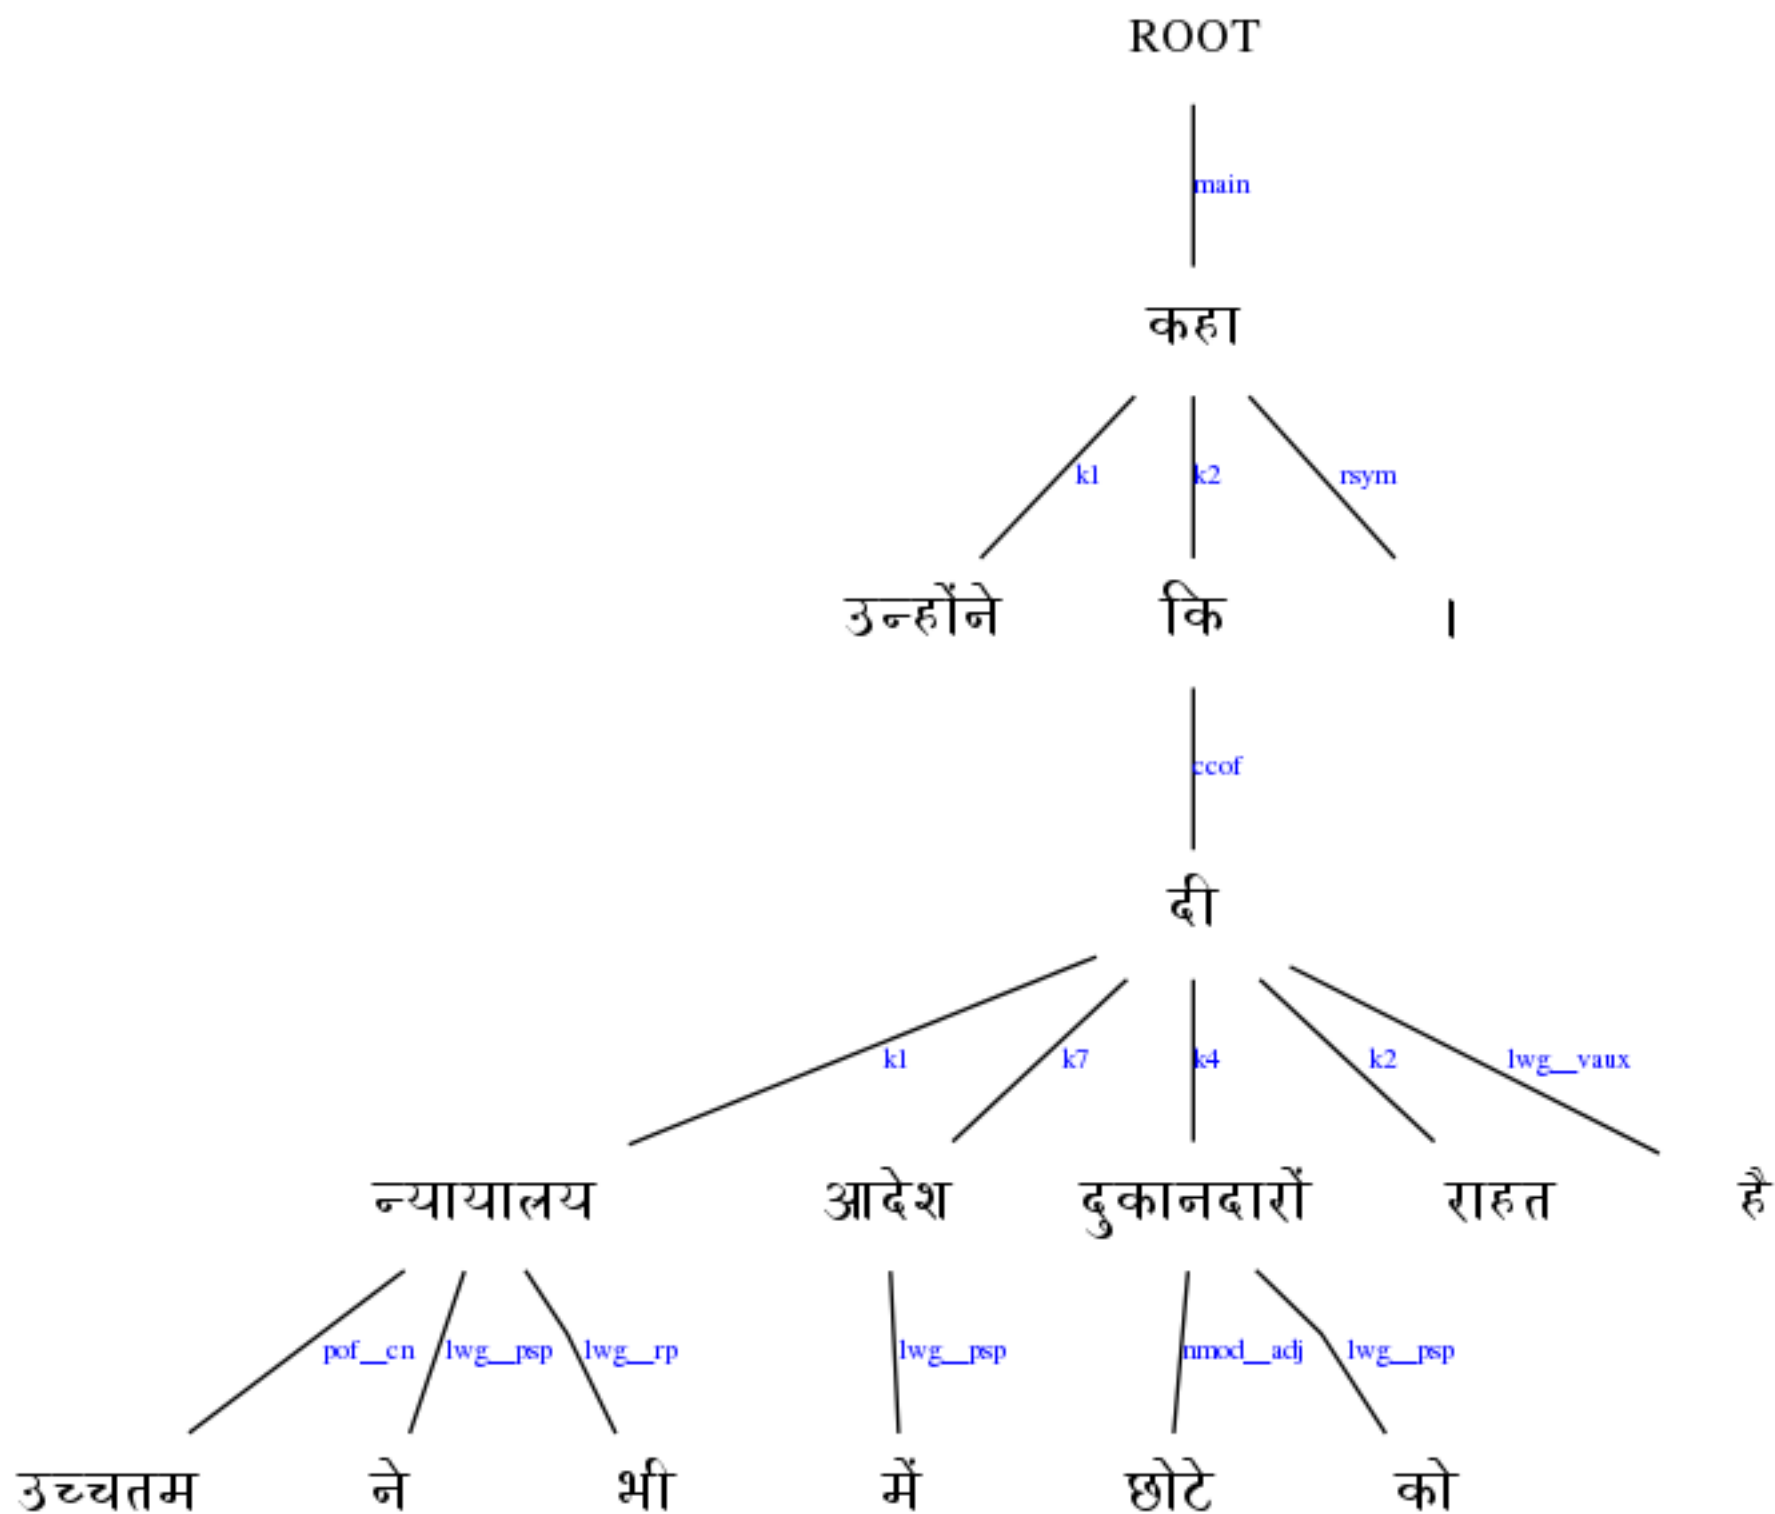 ROOT
main
कहा
k1 k2 rsym
उन्होंने कि ।
ccof
दी
k1 k7 k4 k2 lwg__vaux
न्यायालय आदेश दुकानदारों राहत है
pof__cn lwg__psp lwg__rp lwg__psp nmod__adj lwg__psp
उच्चतम ने भी में छोटे को